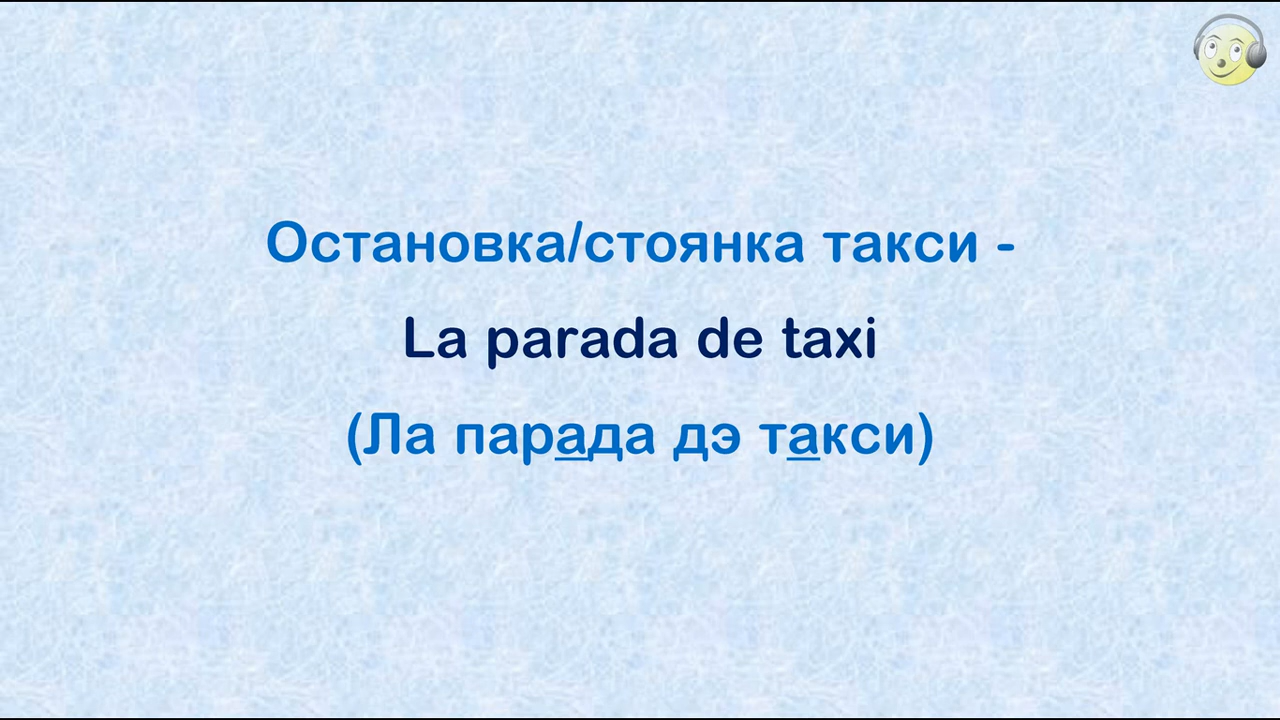 Остановка/стоянка такси -
La parada de taxi
(Ла парада дэ такси)